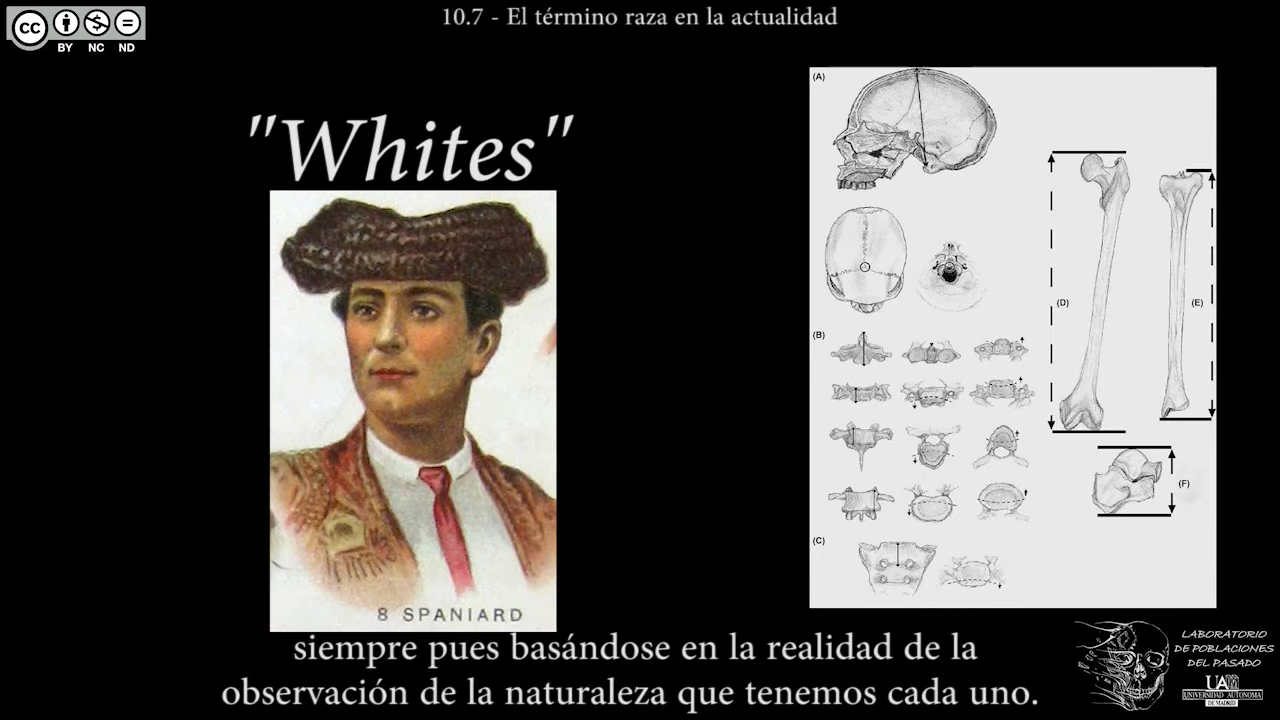 10.7 - El término raza en la actualidad
cc
BY NC ND
"Whites"
8 SPANIARD
(A)
(B)
(C)
(D)
(E)
(F)
siempre pues basándose en la realidad de la
observación de la naturaleza que tenemos cada uno.
LABORATORIO
DE POBLACIONES
DEL PASADO
UAM
UNIVERSIDAD AUTONOMA
DE MADRID